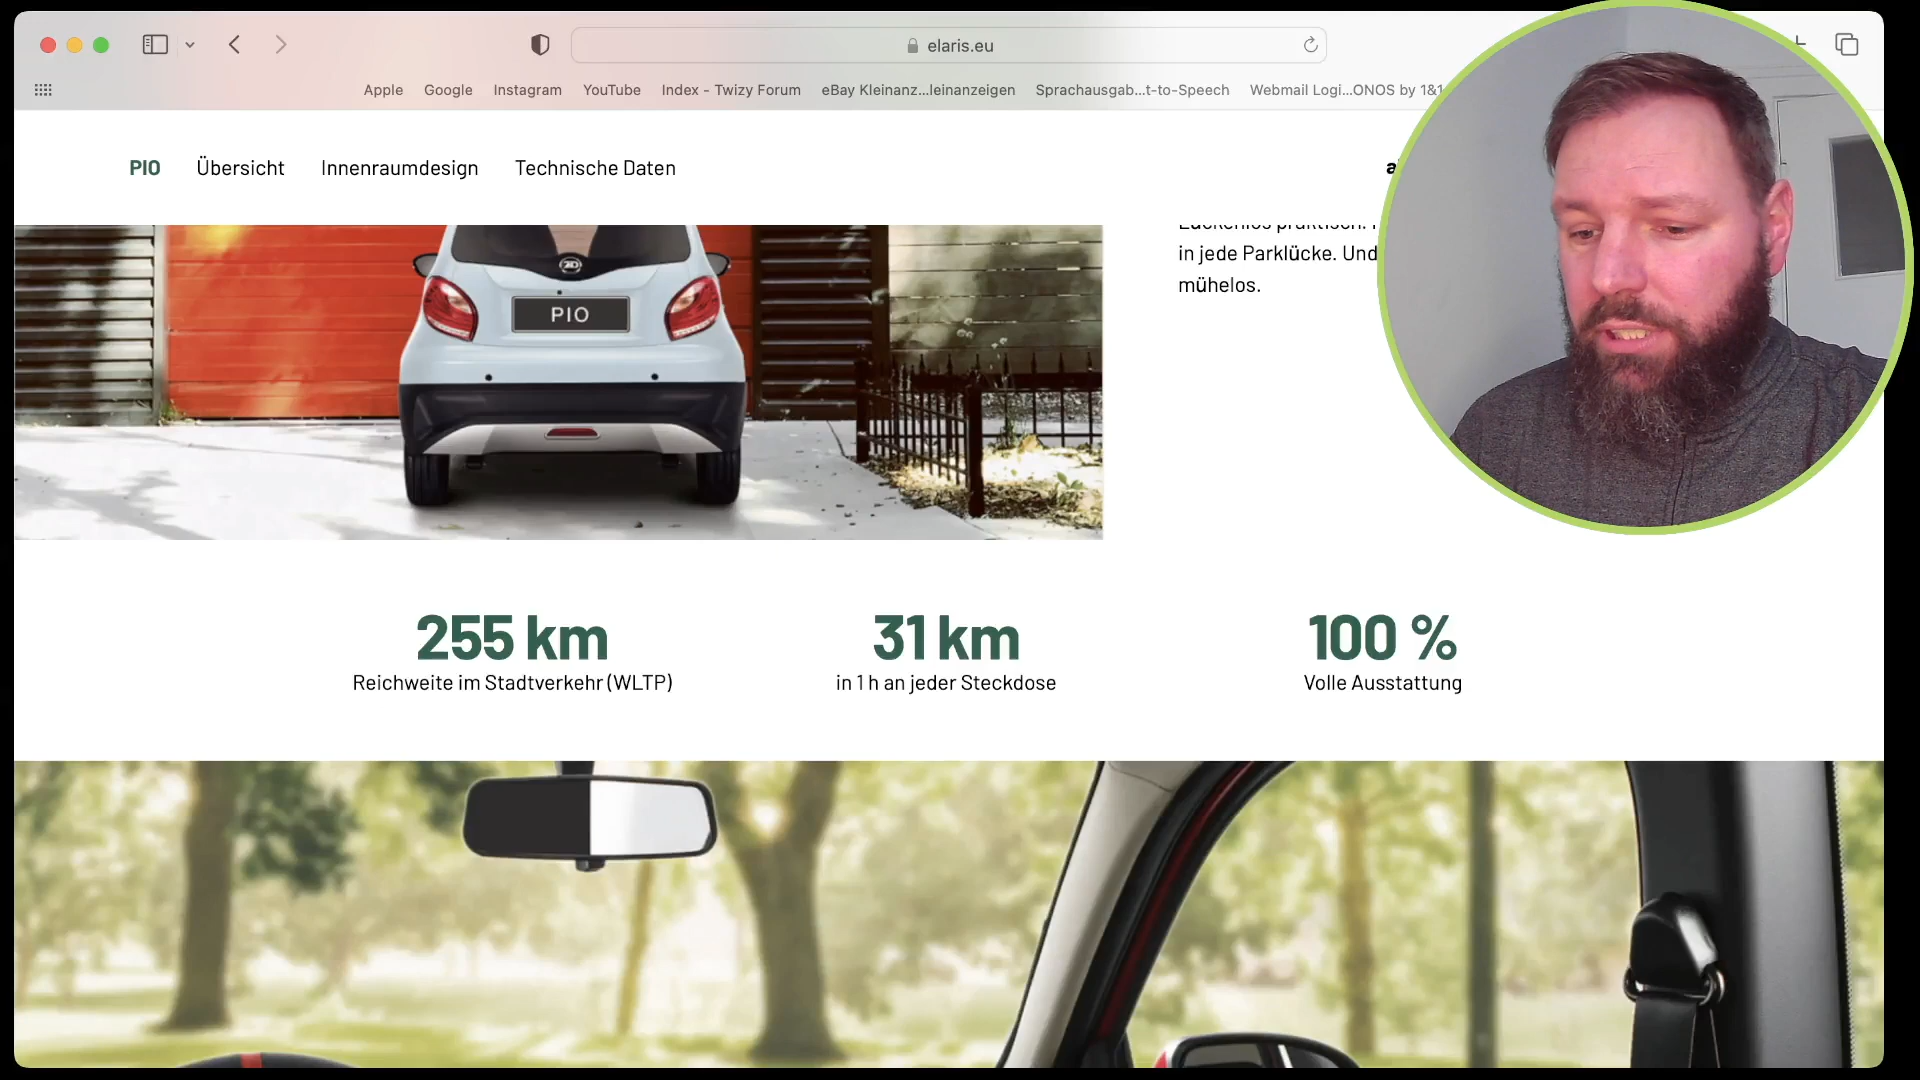 elaris.eu
Apple Google Instagram YouTube Index - Twizy Forum eBay Kleinanz...leinanzeigen Sprachausgab...t-to-Speech Webmail Logi...ONOS by 1&1
PIO Übersicht Innenraumdesign Technische Daten
Lückenlos praktisch.
in jede Parklücke. Und
mühelos.
PIO
255 km 31 km 100 %
Reichweite im Stadtverkehr (WLTP) in 1 h an jeder Steckdose Volle Ausstattung